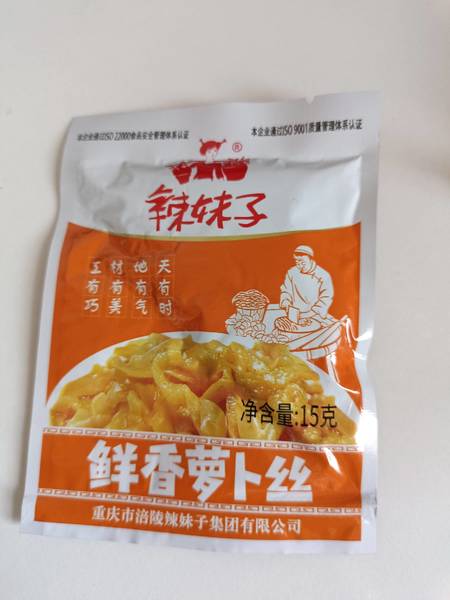 本企业通过ISO 22000食品安全管理体系认证
本企业通过ISO 9001质量管理体系认证
®
辣妹子
天有时
地有气
材有美
工有巧
净含量:15克
鲜香萝卜丝
重庆市涪陵辣妹子集团有限公司